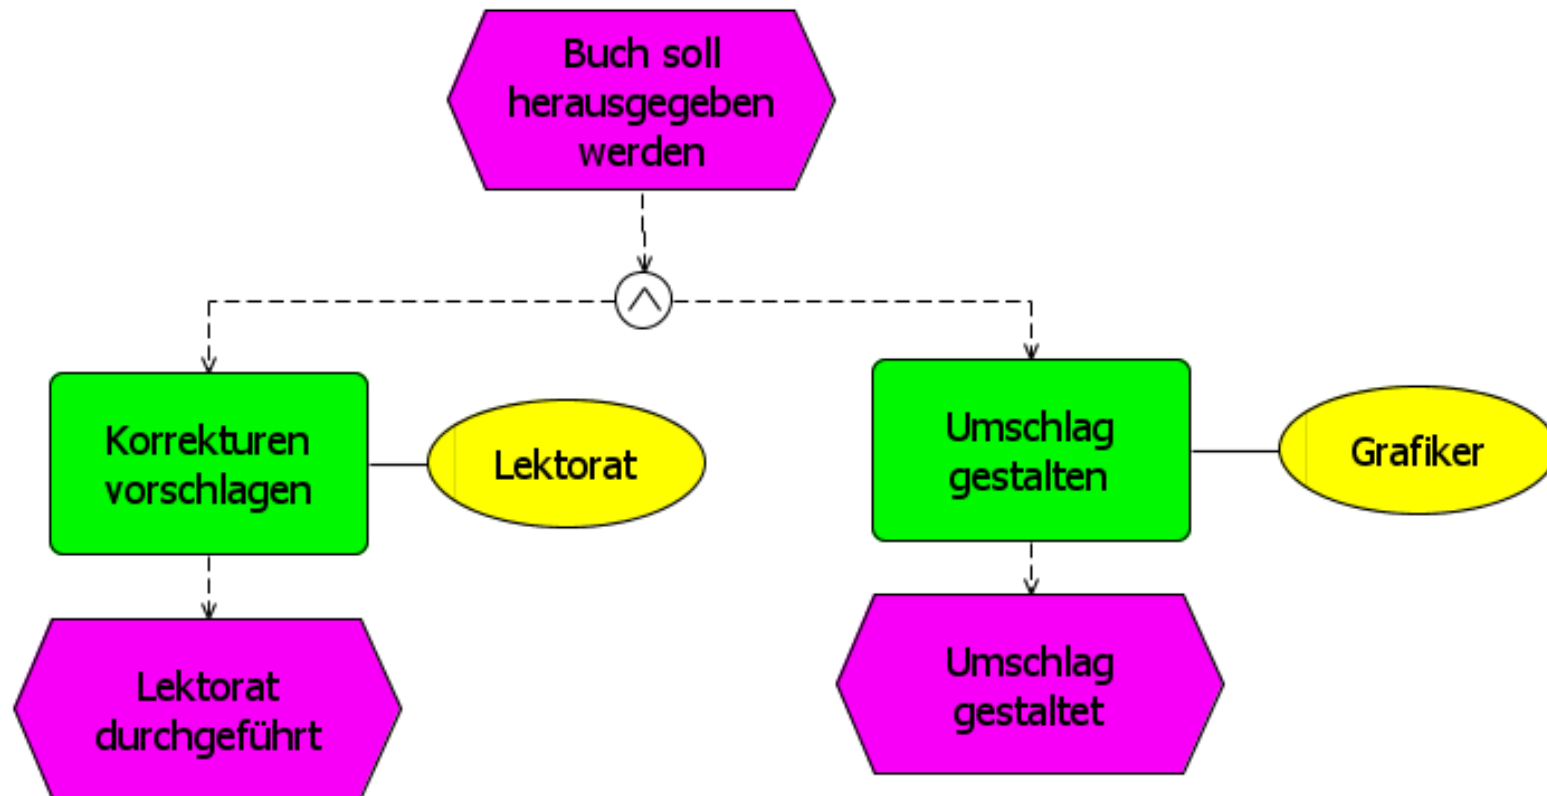 Buch soll
herausgegeben
werden
Korrekturen
vorschlagen
Lektorat
Umschlag
gestalten
Grafiker
Lektorat
durchgeführt
Umschlag
gestaltet